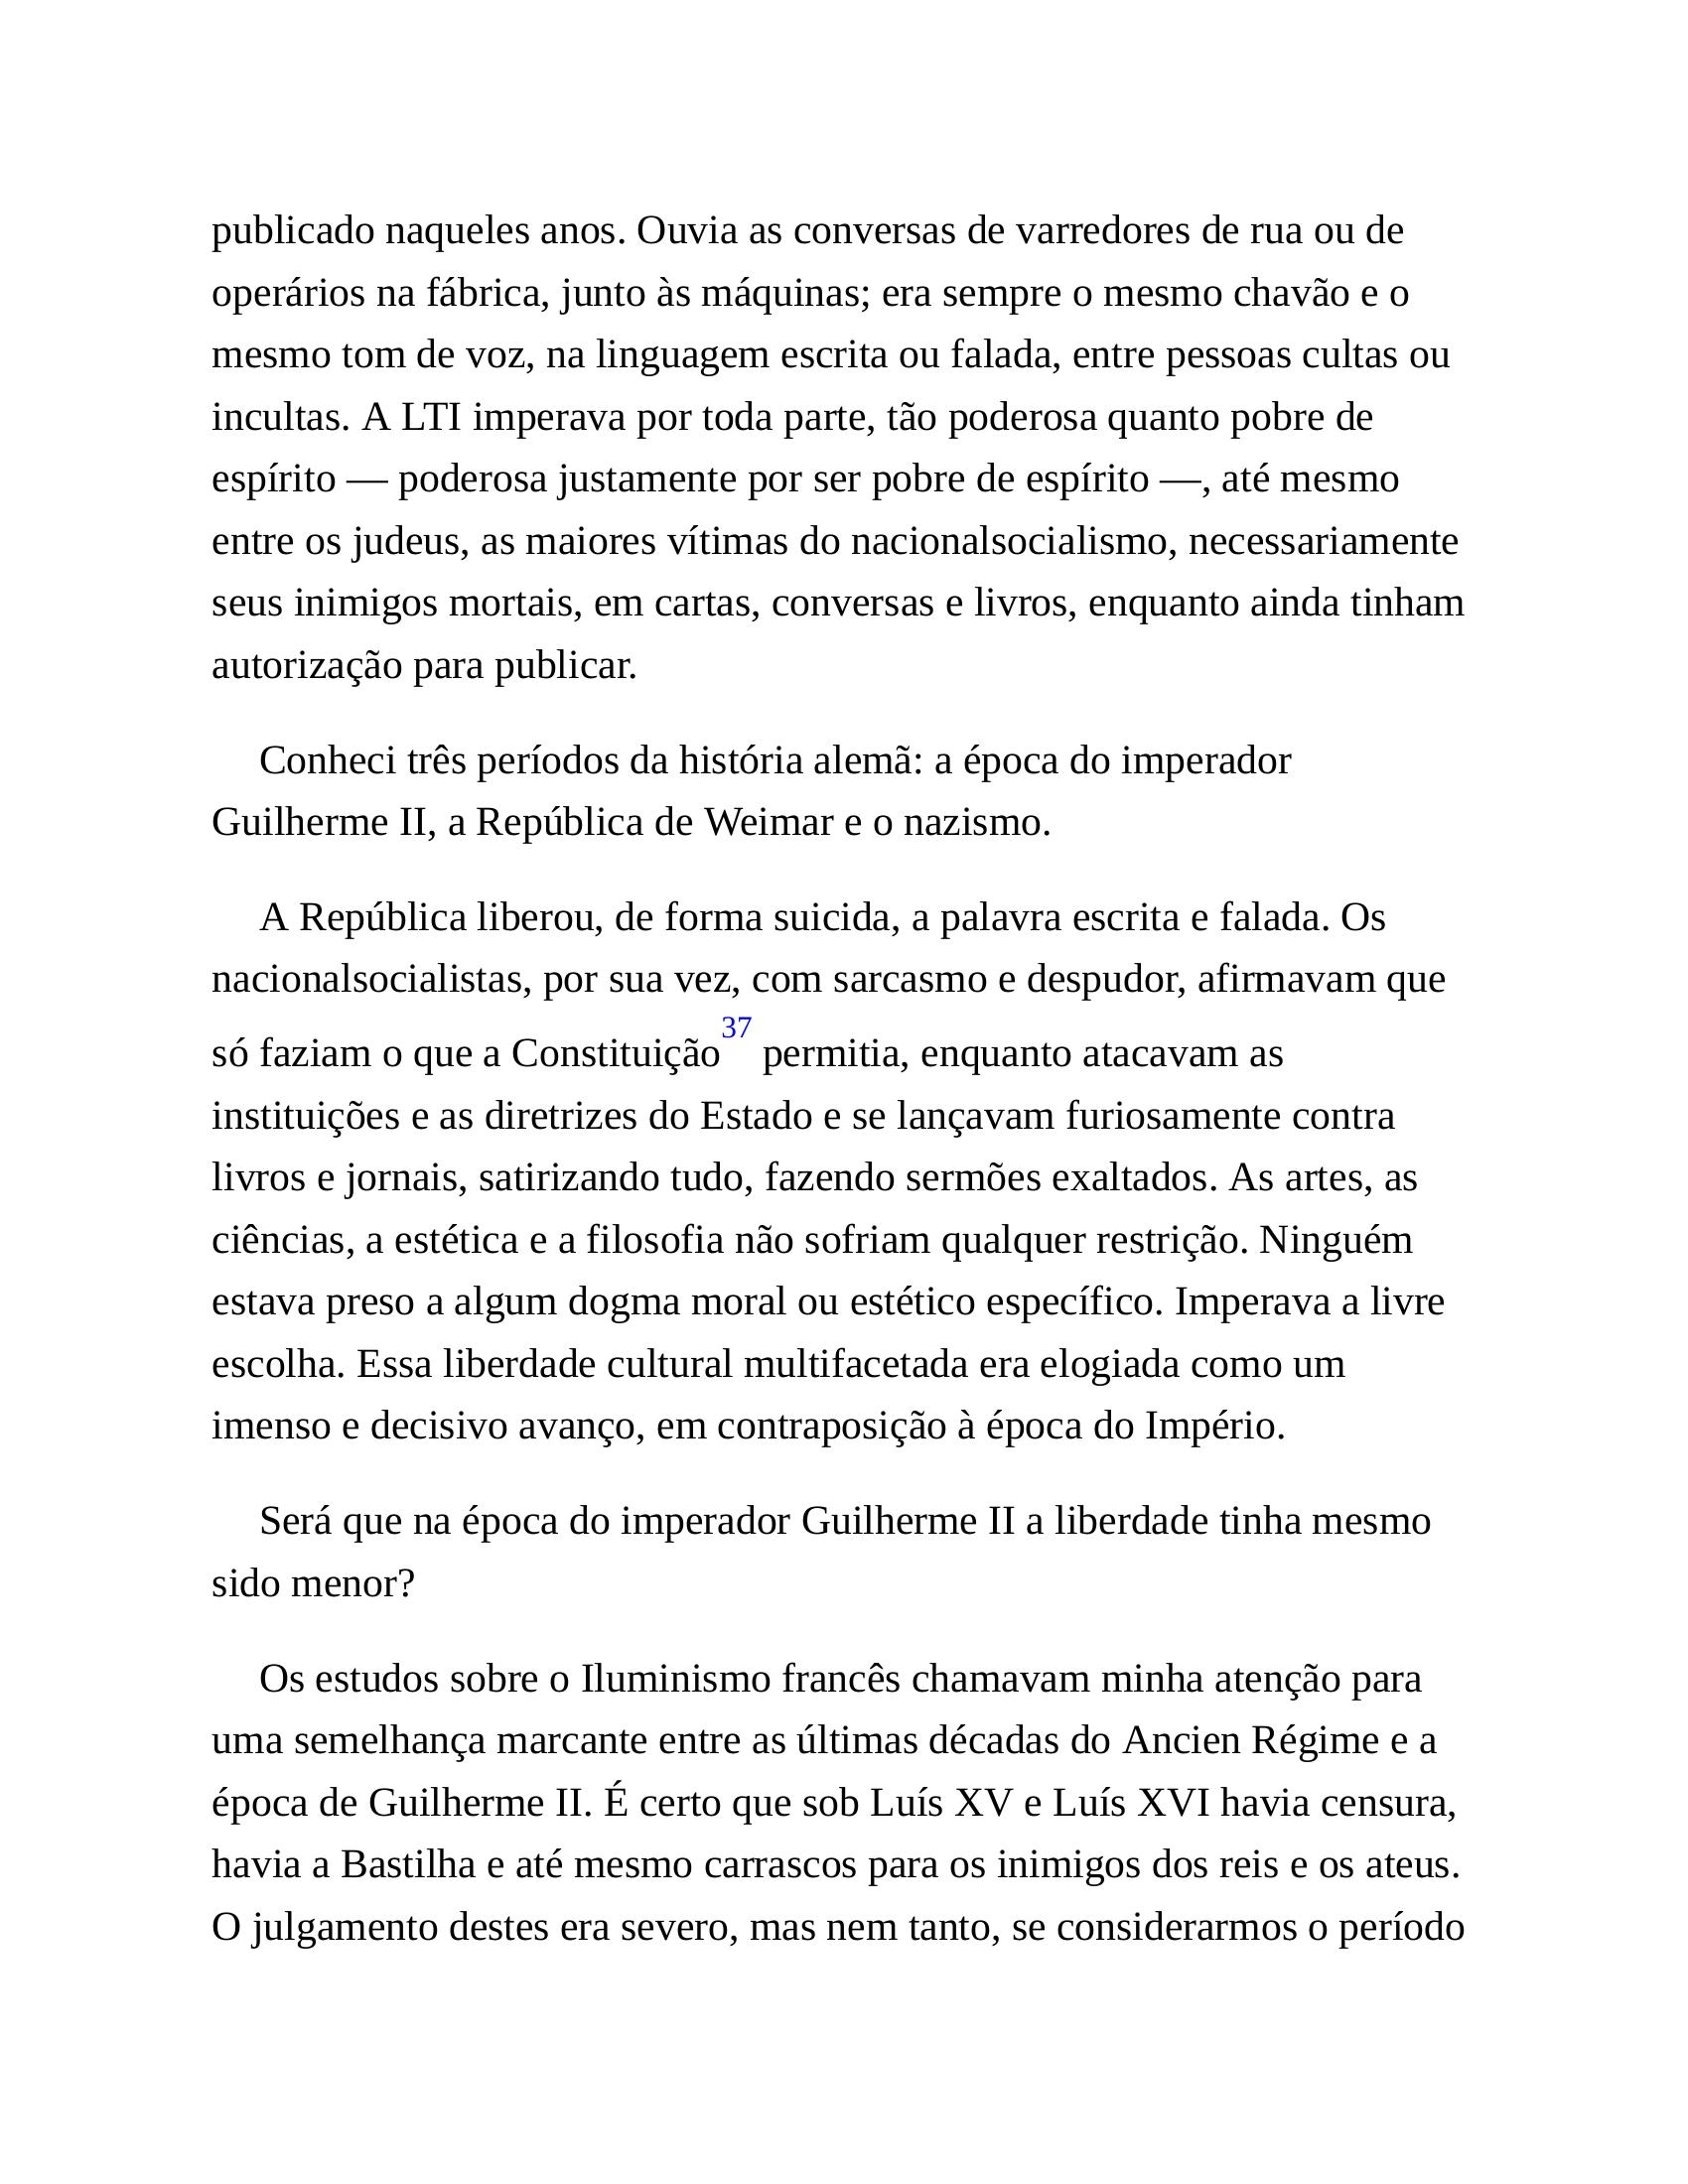 publicado naqueles anos. Ouvia as conversas de varredores de rua ou de
operários na fábrica, junto às máquinas; era sempre o mesmo chavão e o
mesmo tom de voz, na linguagem escrita ou falada, entre pessoas cultas ou
incultas. A LTI imperava por toda parte, tão poderosa quanto pobre de
espírito — poderosa justamente por ser pobre de espírito —, até mesmo
entre os judeus, as maiores vítimas do nacionalsocialismo, necessariamente
seus inimigos mortais, em cartas, conversas e livros, enquanto ainda tinham
autorização para publicar.
Conheci três períodos da história alemã: a época do imperador
Guilherme II, a República de Weimar e o nazismo.
A República liberou, de forma suicida, a palavra escrita e falada. Os
nacionalsocialistas, por sua vez, com sarcasmo e despudor, afirmavam que
só faziam o que a Constituição37 permitia, enquanto atacavam as
instituições e as diretrizes do Estado e se lançavam furiosamente contra
livros e jornais, satirizando tudo, fazendo sermões exaltados. As artes, as
ciências, a estética e a filosofia não sofriam qualquer restrição. Ninguém
estava preso a algum dogma moral ou estético específico. Imperava a livre
escolha. Essa liberdade cultural multifacetada era elogiada como um
imenso e decisivo avanço, em contraposição à época do Império.
Será que na época do imperador Guilherme II a liberdade tinha mesmo
sido menor?
Os estudos sobre o Iluminismo francês chamavam minha atenção para
uma semelhança marcante entre as últimas décadas do Ancien Régime e a
época de Guilherme II. É certo que sob Luís XV e Luís XVI havia censura,
havia a Bastilha e até mesmo carrascos para os inimigos dos reis e os ateus.
O julgamento destes era severo, mas nem tanto, se considerarmos o período